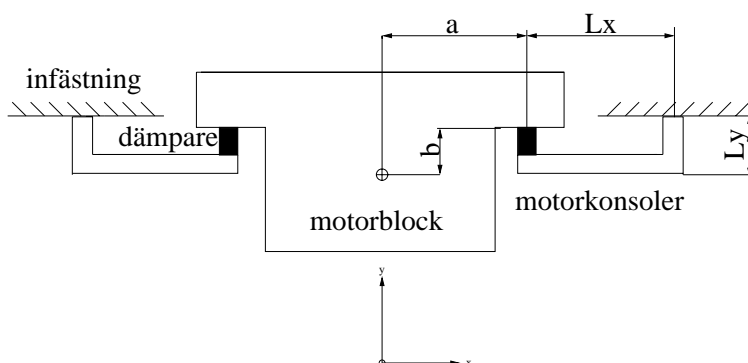 a
Lx
infästning
dämpare
b
Ly
motorkonsoler
motorblock
y
x